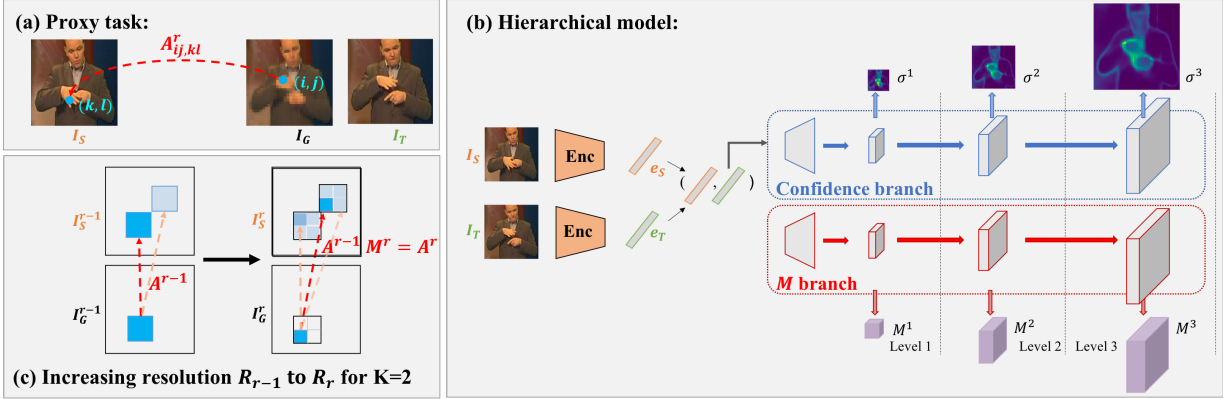 (a) Proxy task:
A^r_{ij,kl}
(i,j)
(k,l)
I_S
I_G
I_T
I_S^{r-1}
I_S^r
A^{r-1}
A^{r-1} M^r = A^r
I_G^{r-1}
I_G^r
(c) Increasing resolution R_{r-1} to R_r for K=2
(b) Hierarchical model:
σ^1
σ^2
σ^3
I_S
Enc
e_S
( , )
Confidence branch
I_T
Enc
e_T
M branch
M^1
M^2
M^3
Level 1
Level 2
Level 3